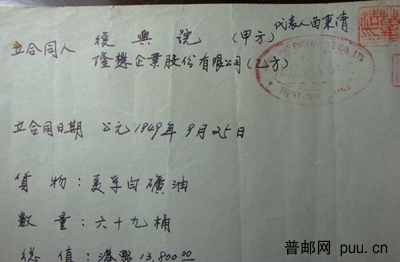 立合同人 德興號 (甲方) 代表人西東清
隆懋企業股份有限公司(乙方)
立合同日期 公元1949年9月25日
貨物: 美孚白礦油
數量: 六十九桶
總值: 港幣13,800.00
普邮网 puu.cn